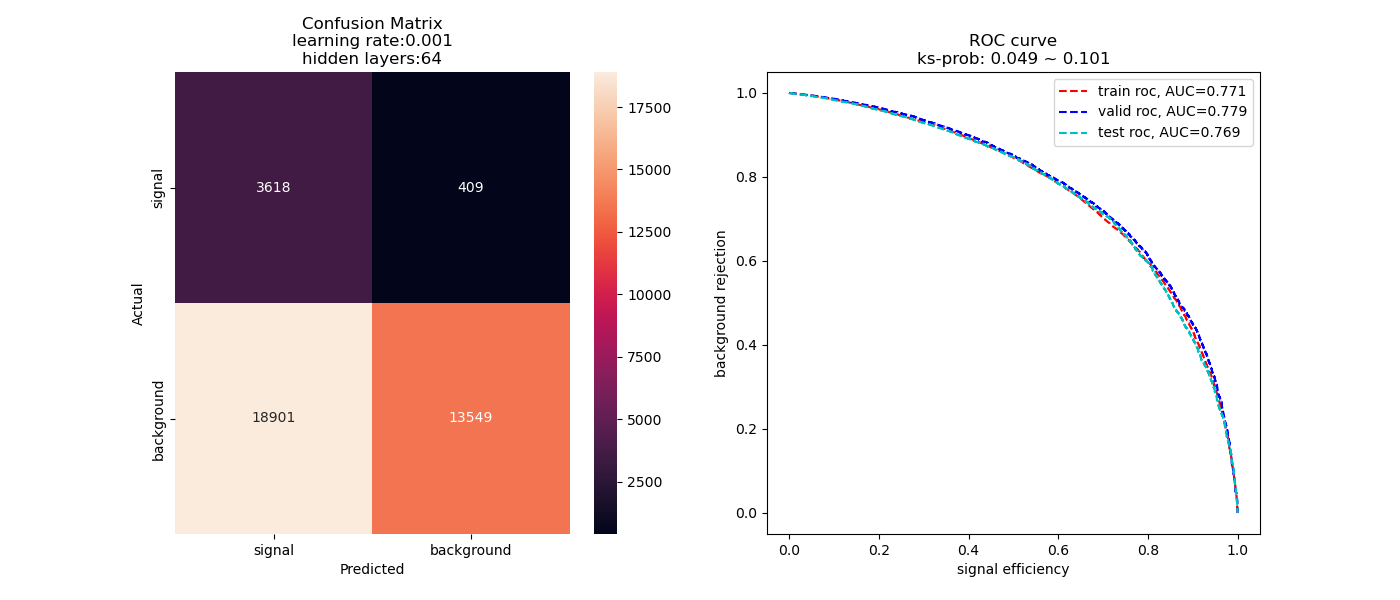 Confusion Matrix
learning rate:0.001
hidden layers:64
signal
background
Actual
3618
409
18901
13549
signal
background
Predicted
17500
15000
12500
10000
7500
5000
2500
ROC curve
ks-prob: 0.049 ~ 0.101
train roc, AUC=0.771
valid roc, AUC=0.779
test roc, AUC=0.769
background rejection
1.0
0.8
0.6
0.4
0.2
0.0
0.0
0.2
0.4
0.6
0.8
1.0
signal efficiency